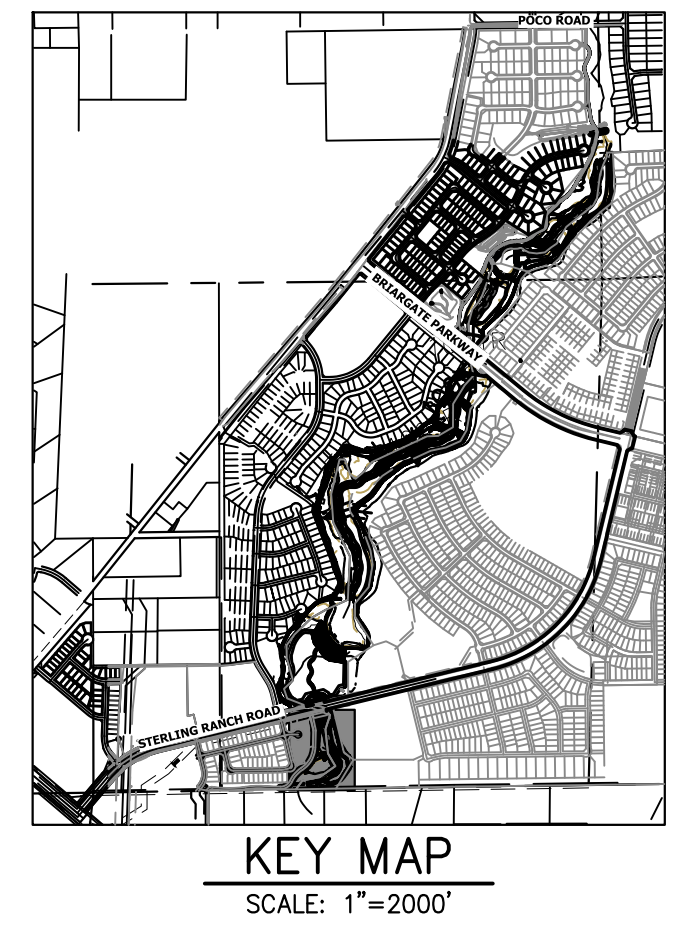 POCO ROAD
BRIARGATE PARKWAY
STERLING RANCH ROAD
KEY MAP
SCALE: 1"=2000'